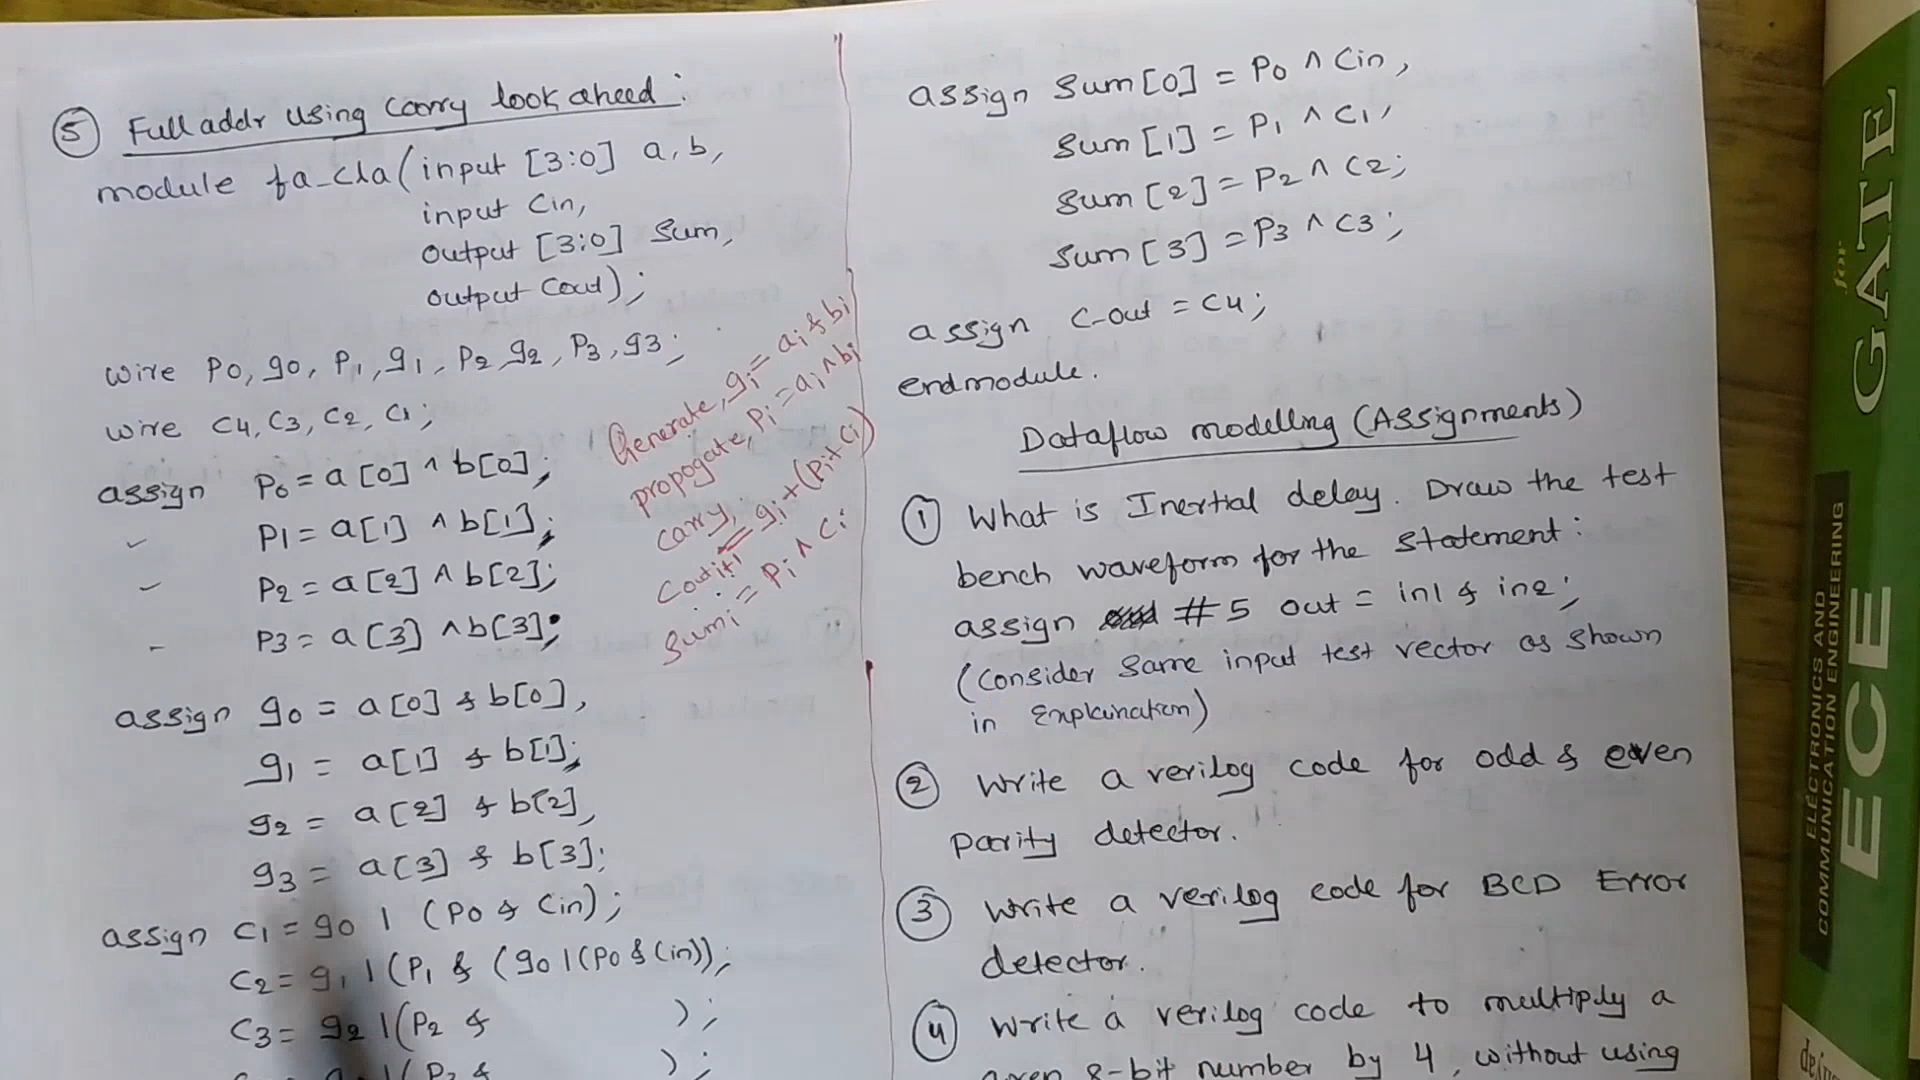 ⑤ Full addr using carry look aheed :
module fa_cla(input [3:0] a, b,
input Cin,
output [3:0] Sum,
output Cout);
wire P0, g0, P1, g1, P2, g2, P3, g3;
wire C4, C3, C2, C1;
assign P0 = a[0] ^ b[0];
P1 = a[1] ^ b[1];
P2 = a[2] ^ b[2];
P3 = a[3] ^ b[3];
assign g0 = a[0] & b[0],
g1 = a[1] & b[1];
g2 = a[2] & b[2],
g3 = a[3] & b[3];
assign C1 = g0 | (P0 & Cin);
C2 = g1 | (P1 & (g0 | (P0 & Cin));
C3 = g2 | (P2 & );
| (P3 & );
Generate, gi = ai & bi
propogate, Pi = ai ^ bi
carry,
Couti+1 = gi + (Pi + Ci)
Sumi = Pi ^ Ci
assign Sum[0] = P0 ^ Cin,
Sum[1] = P1 ^ C1,
Sum[2] = P2 ^ C2;
Sum[3] = P3 ^ C3;
assign C_out = C4;
endmodule.
Dataflow modelling (Assignments)
① What is Inertial delay. Draw the test
bench waveform for the statement :
assign #5 out = in1 & in2;
(Consider same input test vector as shown
in Explaination)
② Write a verilog code for odd & even
Parity detector.
③ Write a verilog code for BCD Error
detector.
④ Write a verilog code to multiply a
given 8-bit number by 4, without using
for
GATE
ELECTRONICS AND
COMMUNICATION ENGINEERING
ECE